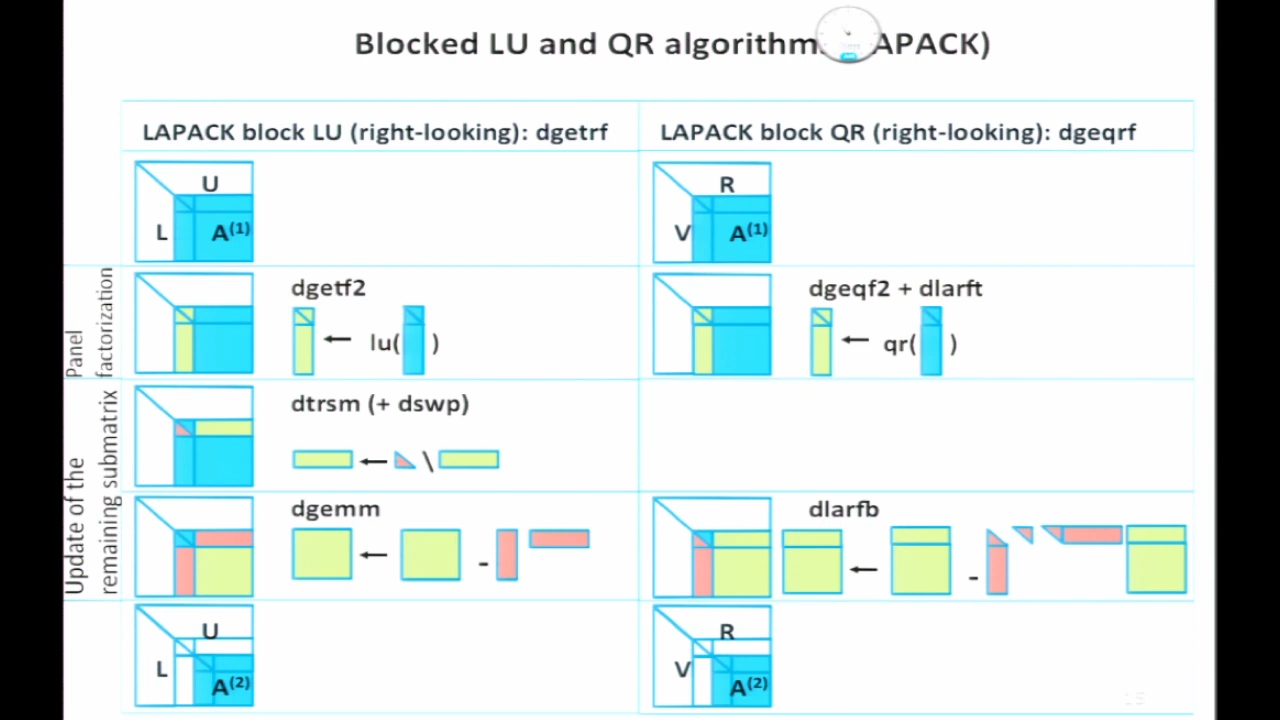 Blocked LU and QR algorithm APACK)
LAPACK block LU (right-looking): dgetrf
LAPACK block QR (right-looking): dgeqrf
U
L
A(1)
R
V
A(1)
Panel
factorization
dgetf2
← lu( )
dgeqf2 + dlarft
← qr( )
Update of the
remaining submatrix
dtrsm (+ dswp)
← \
dgemm
← -
dlarfb
← -
U
L
A(2)
R
V
A(2)